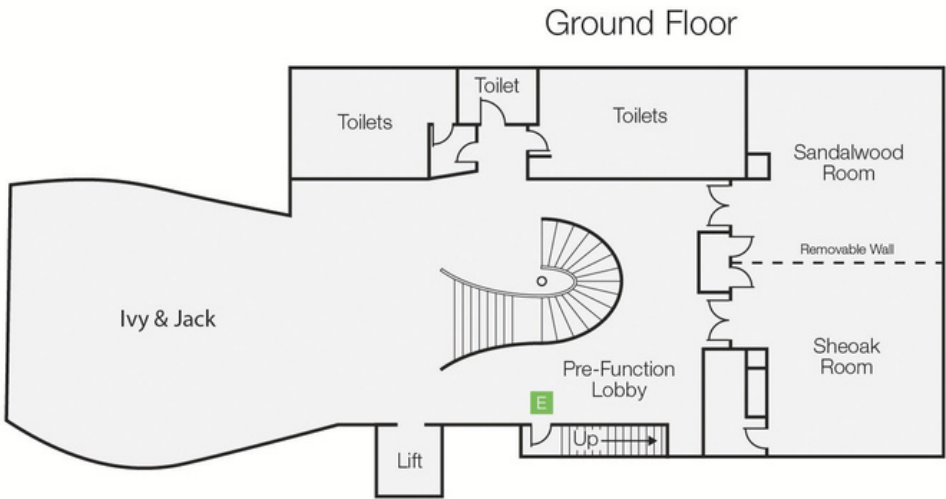 Ground Floor
Toilet
Toilets
Toilets
Sandalwood
Room
Removable Wall
Ivy & Jack
Sheoak
Room
Pre-Function
Lobby
E
Up
Lift